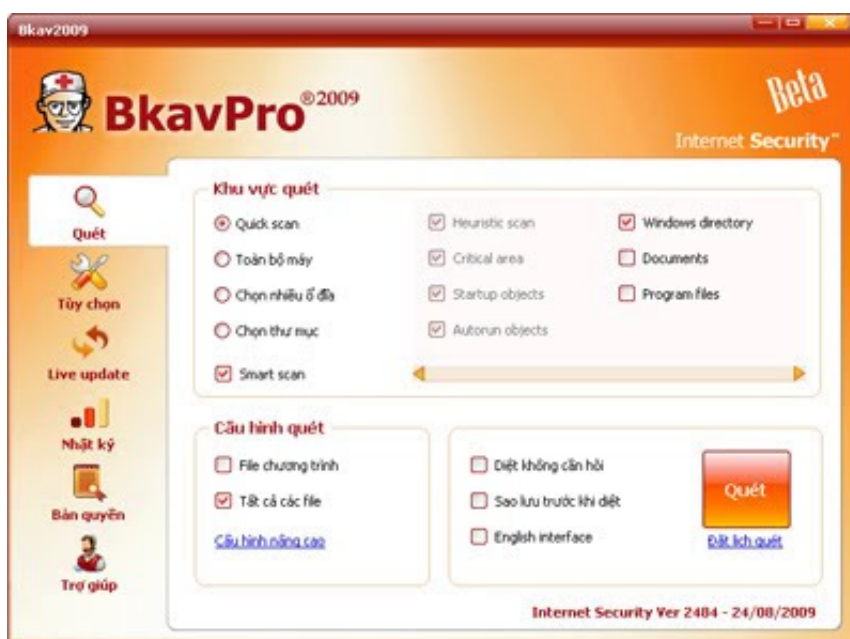 Bkav2009
BkavPro®2009
Beta
Internet Security™
Quét
Tùy chọn
Live update
Nhật ký
Bản quyền
Trợ giúp
Khu vực quét
Quick scan
Toàn bộ máy
Chọn nhiều ổ đĩa
Chọn thư mục
Smart scan
Heuristic scan
Critical area
Startup objects
Autorun objects
Windows directory
Documents
Program files
Cấu hình quét
File chương trình
Tất cả các file
Cấu hình nâng cao
Diệt không cần hỏi
Sao lưu trước khi diệt
English interface
Quét
Đặt lịch quét
Internet Security Ver 2484 - 24/08/2009